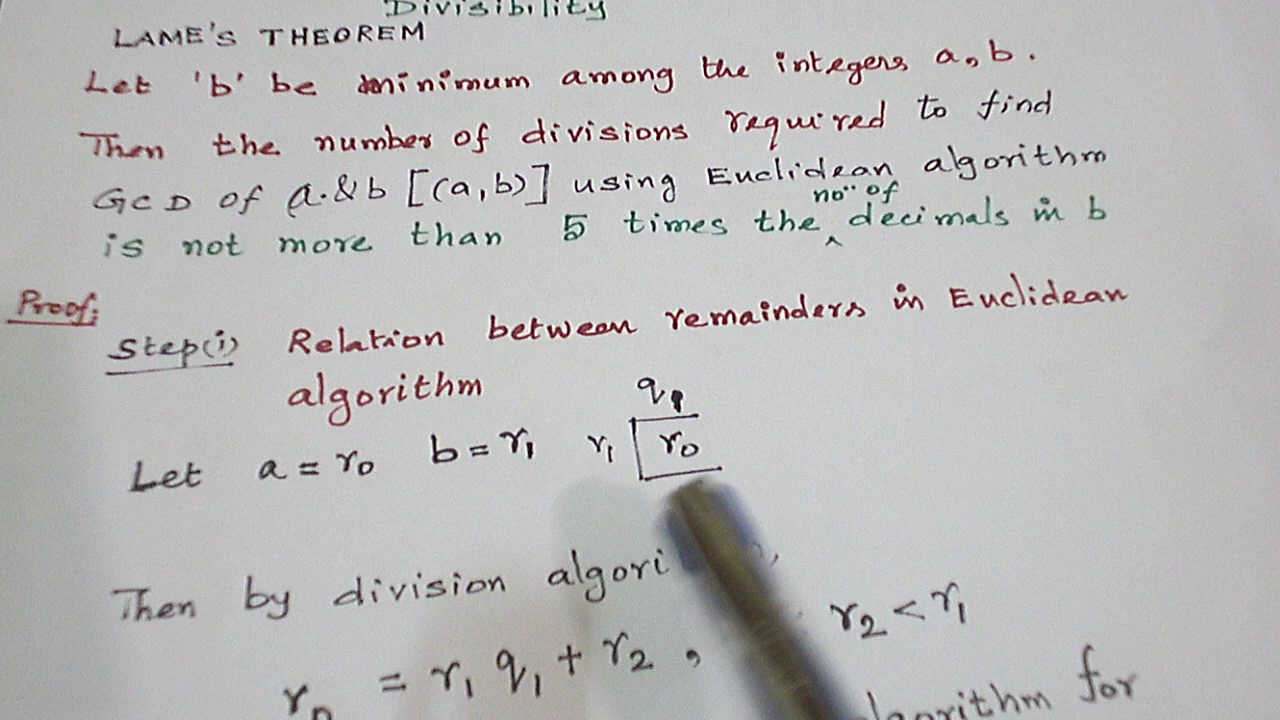 Divisibility
LAME'S THEOREM
Let 'b' be minimum among the integers a, b.
Then the number of divisions required to find
GCD of a & b [(a, b)] using Euclidean algorithm
is not more than 5 times the no" of decimals in b
Proof:
Step(i) Relation between remainders in Euclidean
algorithm
Let a = r₀ b = r₁ r₁ r₀ q₁
Then by division
r₀ = r₁ q₁ + r₂ , r₂ < r₁
for